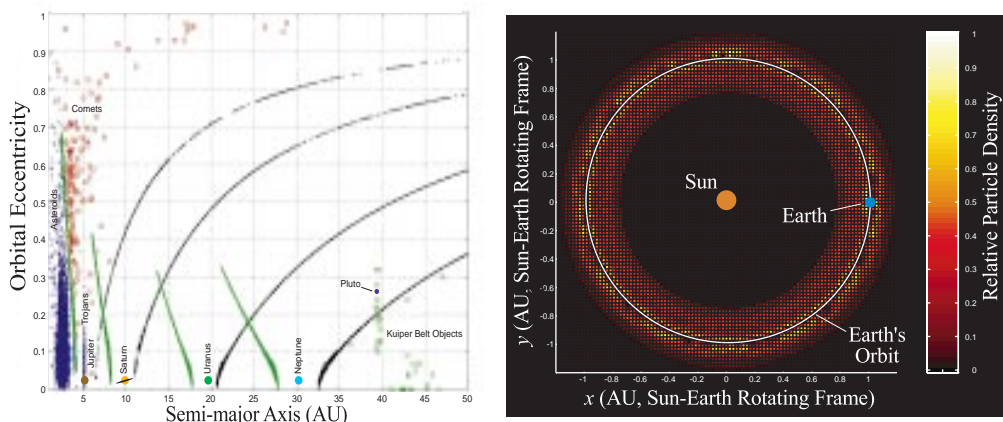 Orbital Eccentricity
1
0.9
0.8
0.7
0.6
0.5
0.4
0.3
0.2
0.1
0
Comets
Asteroids
Trojans
Jupiter
Saturn
Uranus
Neptune
Pluto
Kuiper Belt Objects
5 10 15 20 25 30 35 40 45 50
Semi-major Axis (AU)
y (AU, Sun-Earth Rotating Frame)
1
0.8
0.6
0.4
0.2
0
-0.2
-0.4
-0.6
-0.8
-1
Sun
Earth
Earth's
Orbit
-1 -0.8 -0.6 -0.4 -0.2 0 0.2 0.4 0.6 0.8 1
x (AU, Sun-Earth Rotating Frame)
1
0.9
0.8
0.7
0.6
0.5
0.4
0.3
0.2
0.1
0
Relative Particle Density